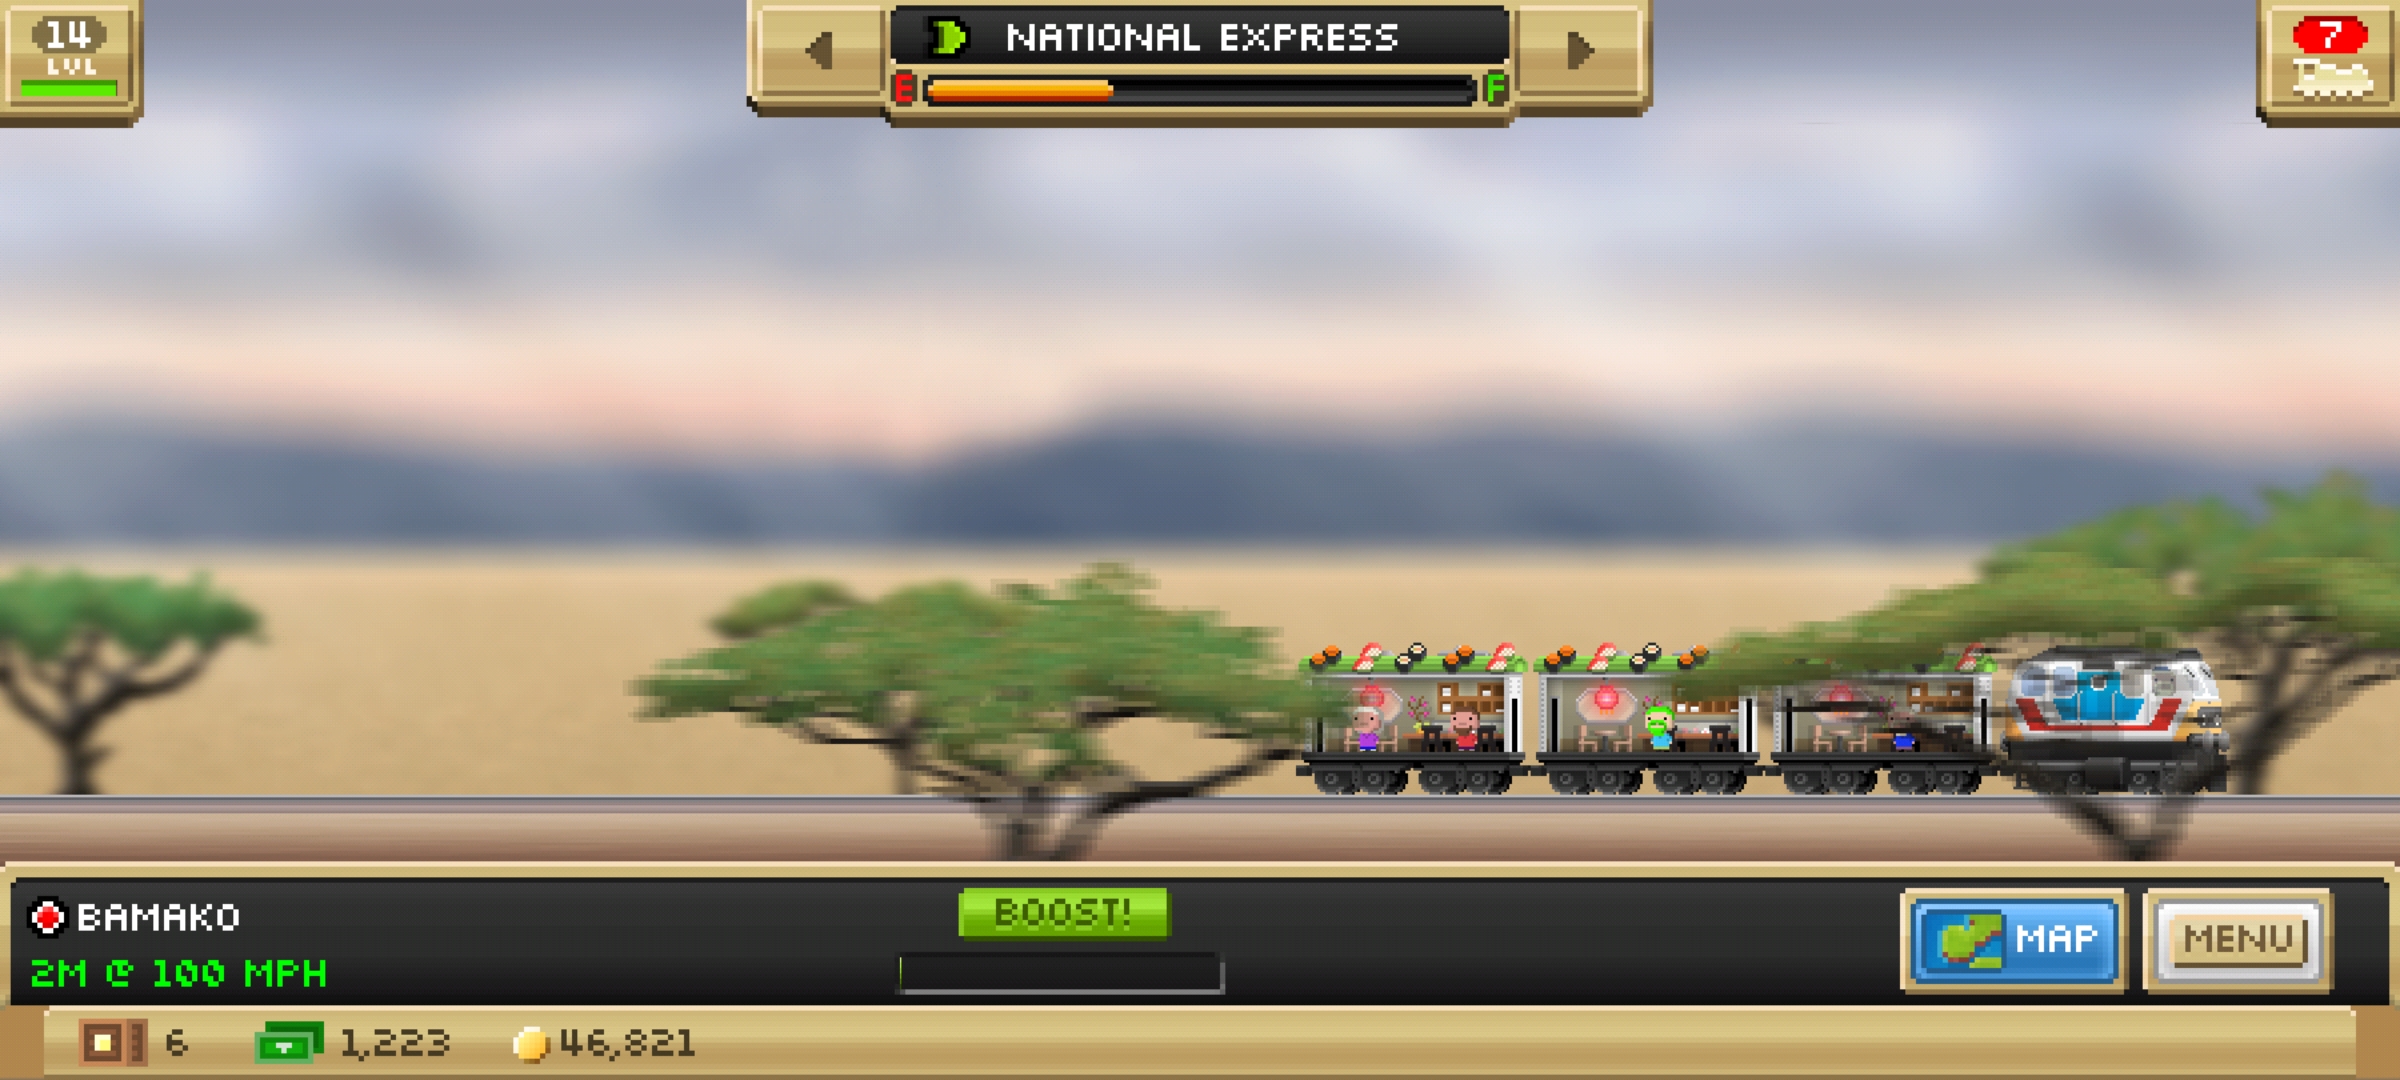 14
LVL
NATIONAL EXPRESS
E F
7
BAMAKO
2M @ 100 MPH
BOOST!
MAP
MENU
6 1,223 46,821